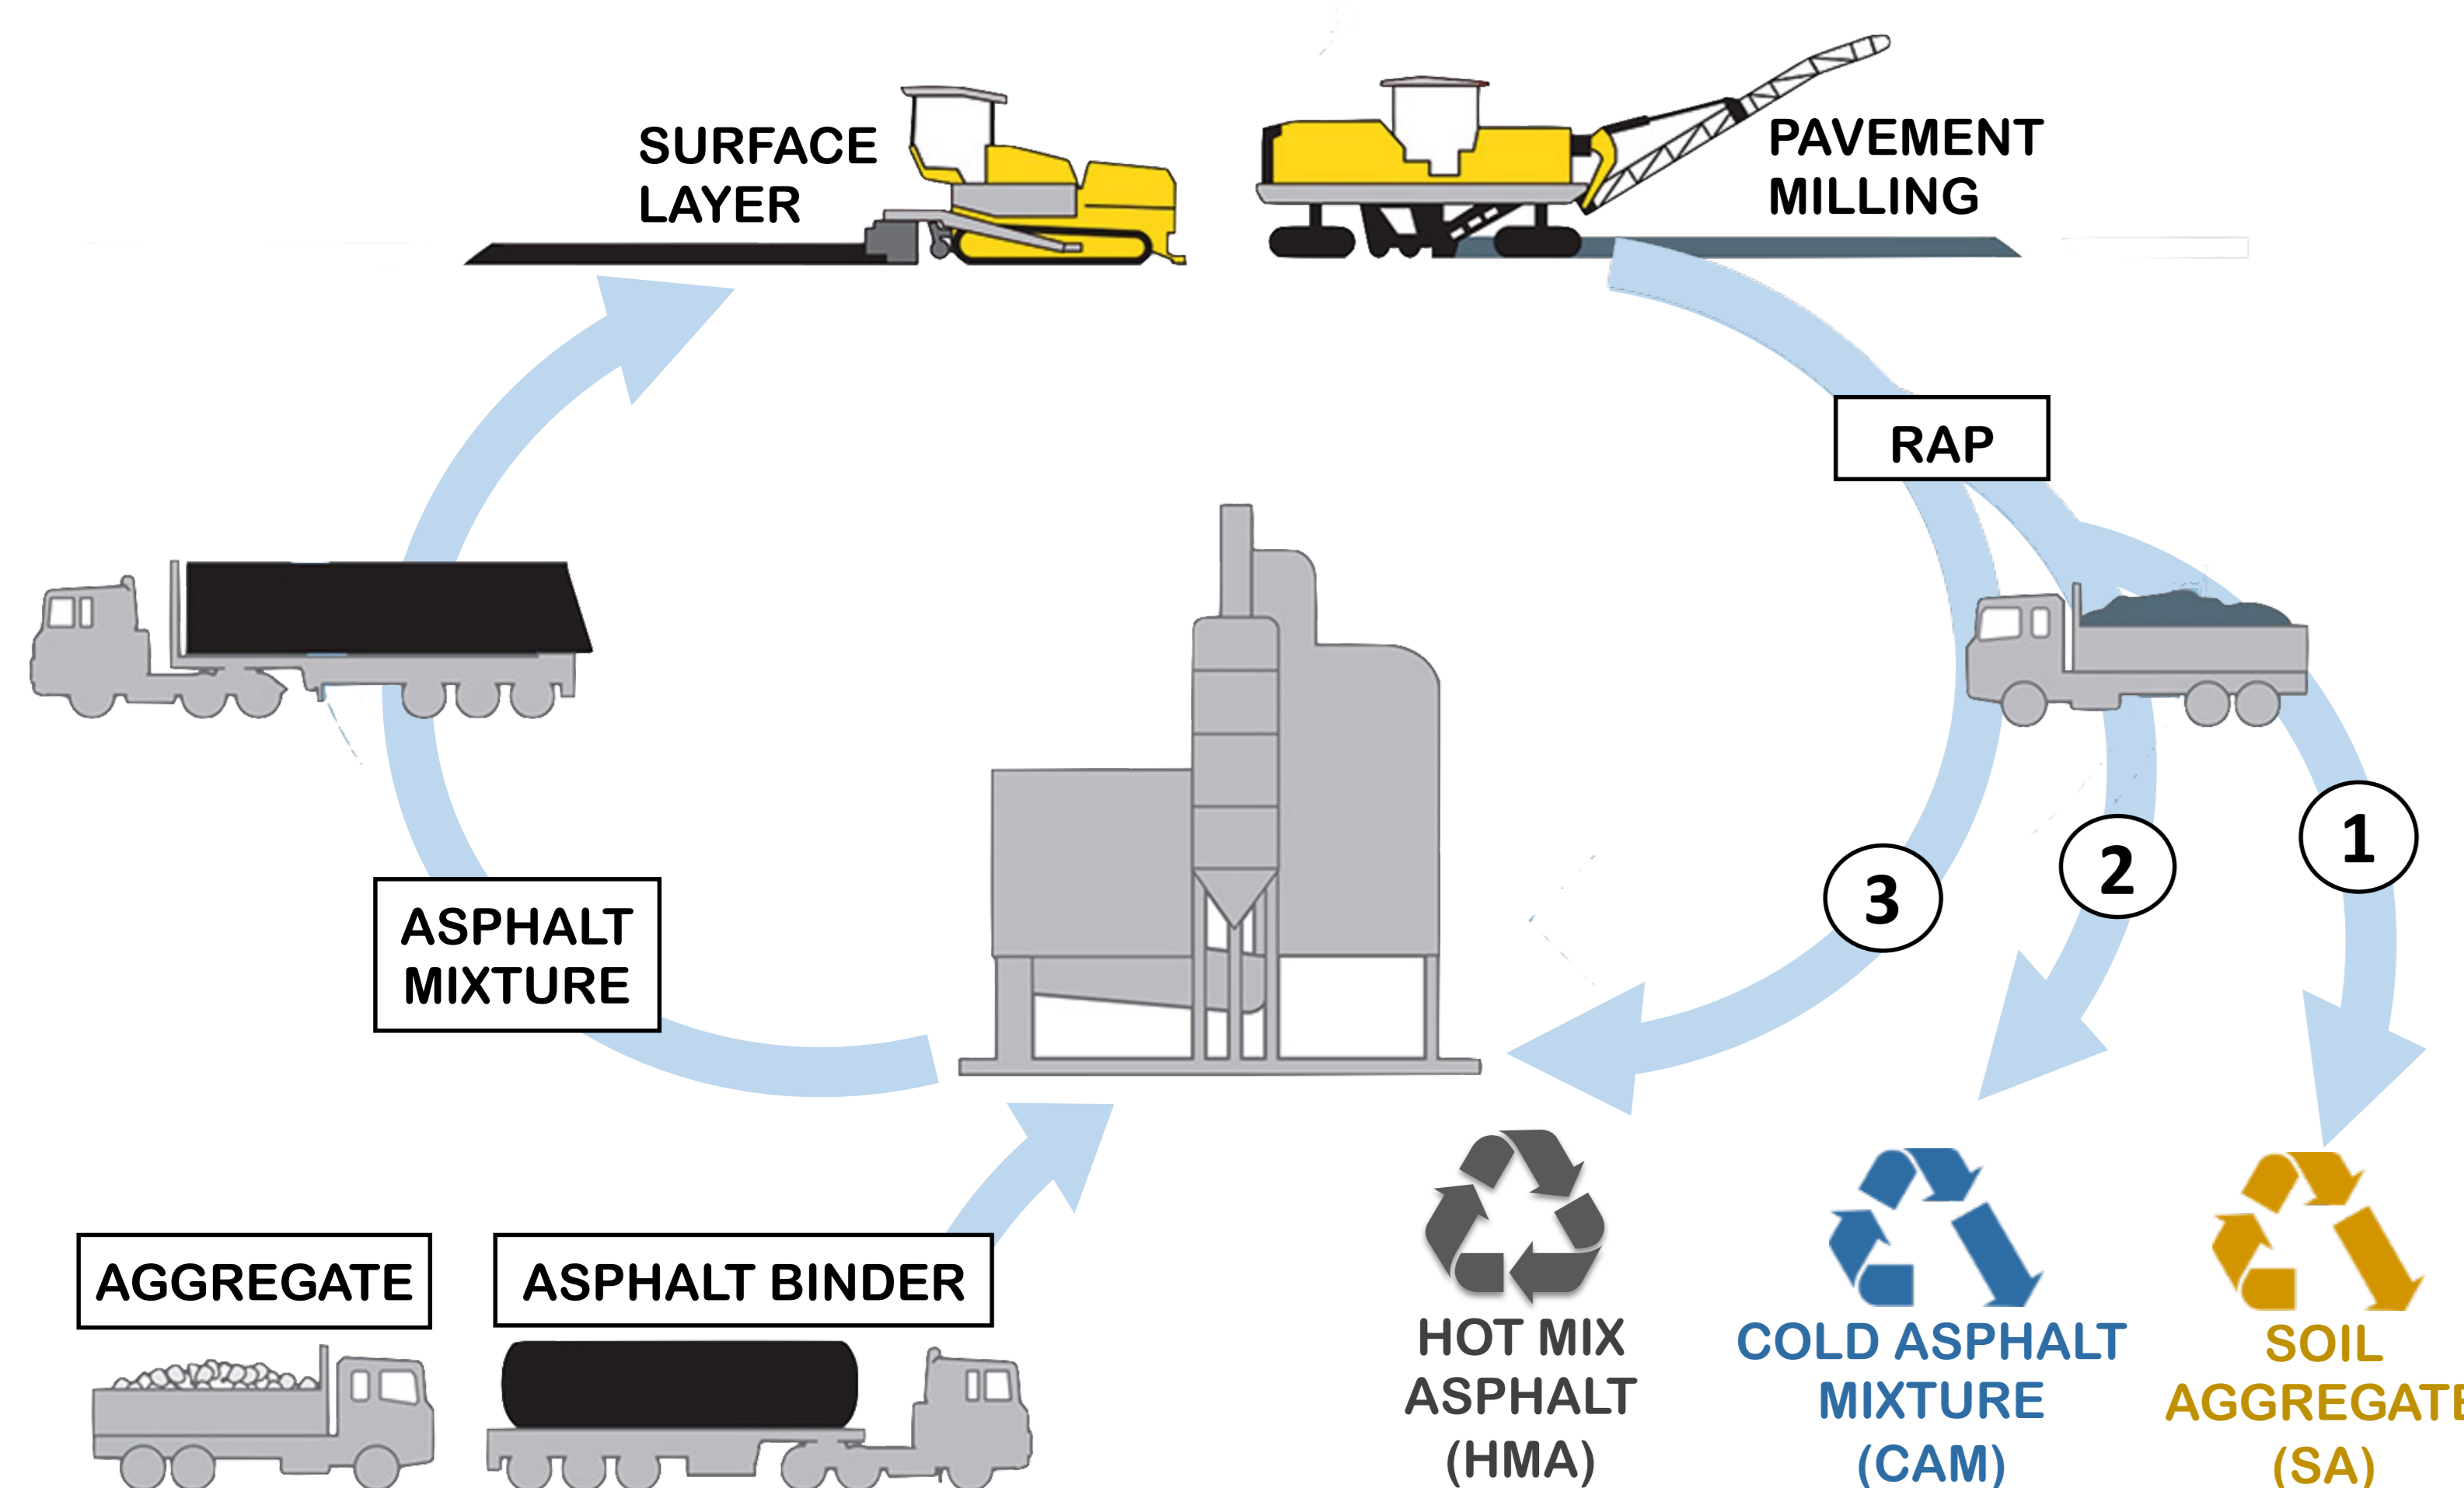 SURFACE
LAYER
PAVEMENT
MILLING
RAP
1
2
3
ASPHALT
MIXTURE
AGGREGATE
ASPHALT BINDER
HOT MIX
ASPHALT
(HMA)
COLD ASPHALT
MIXTURE
(CAM)
SOIL
AGGREGATE
(SA)